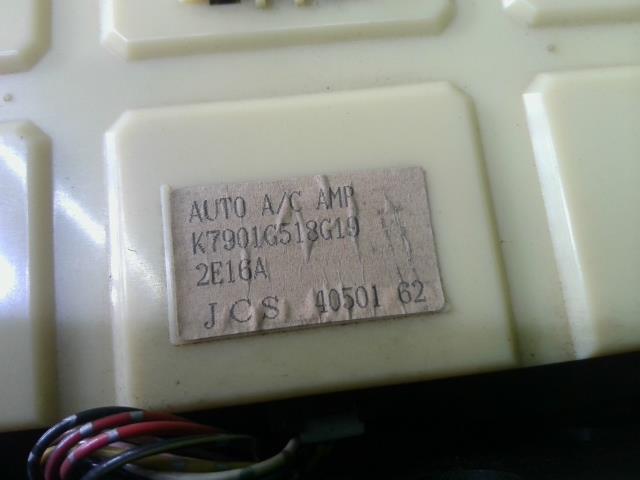 AUTO A/C AMP
K7901G518G19
2E16A
JCS 40501 62